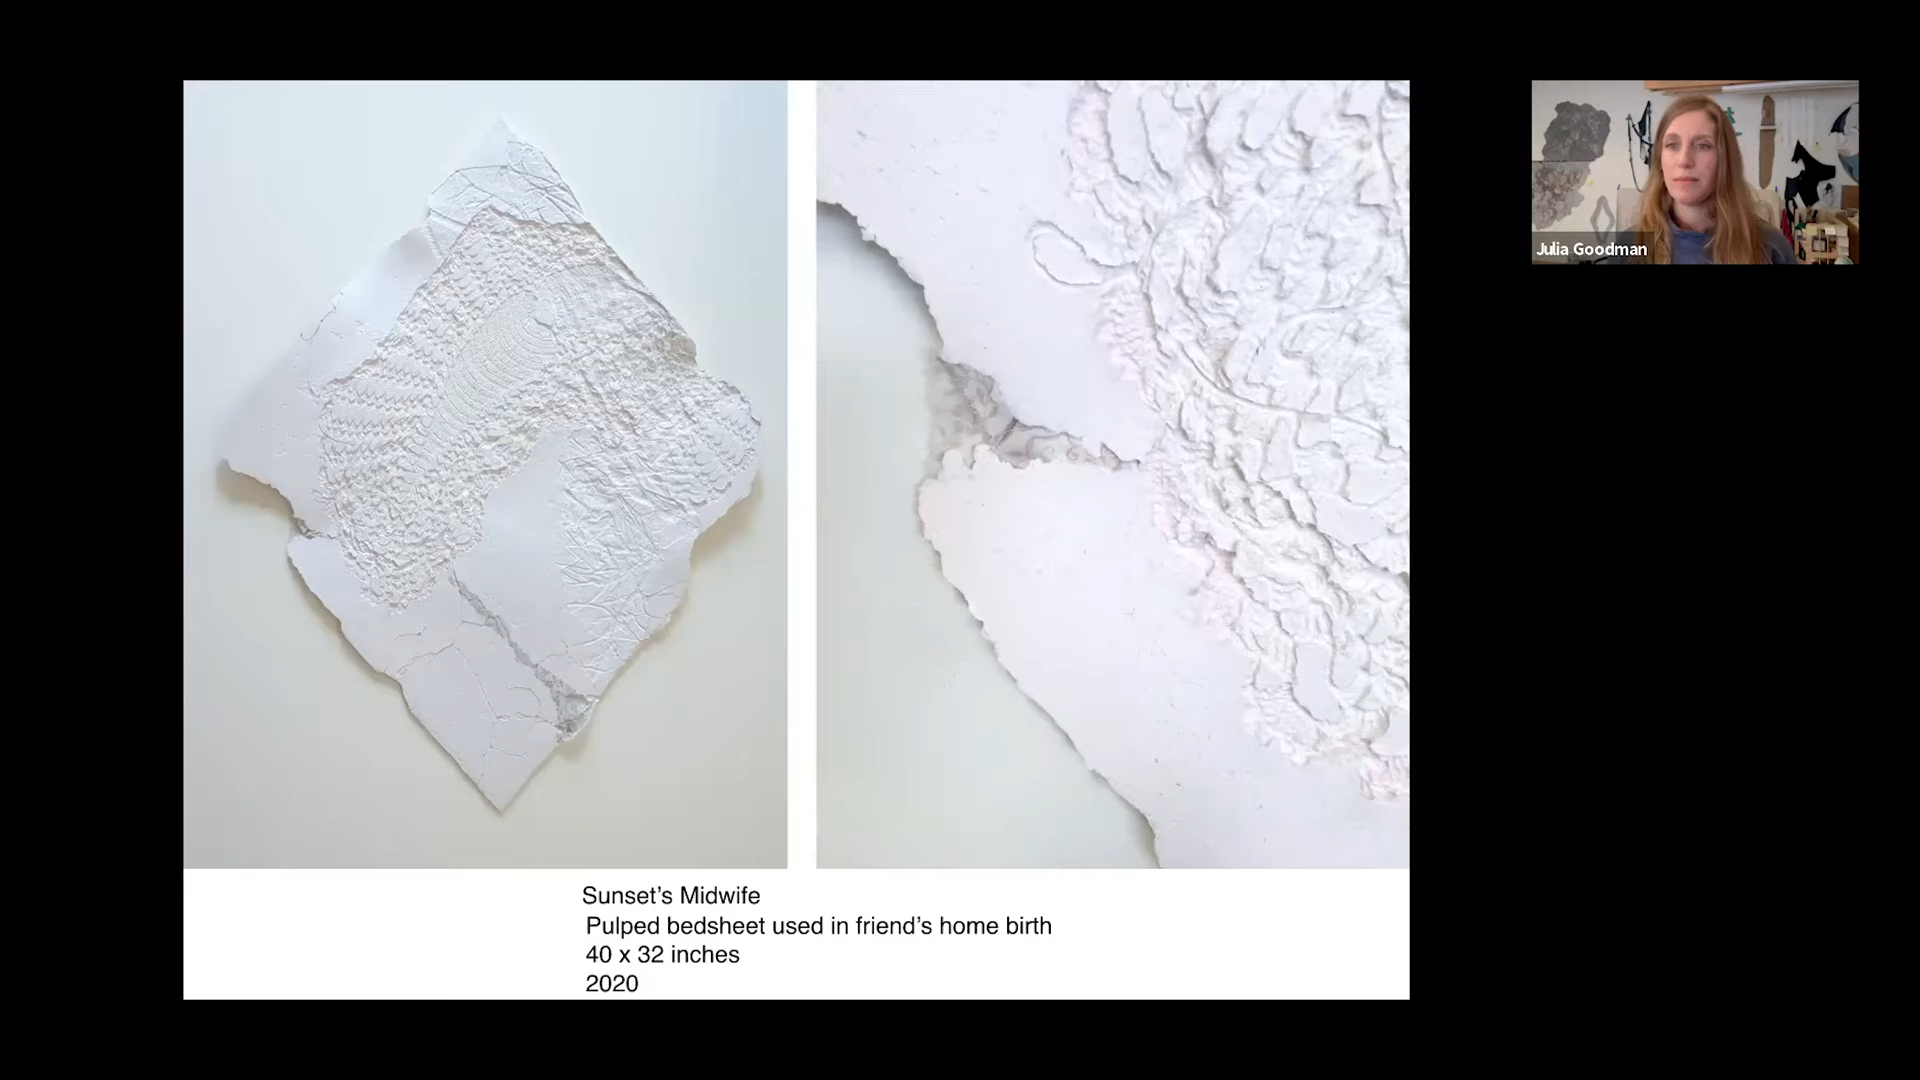 Julia Goodman
Sunset’s Midwife
Pulped bedsheet used in friend’s home birth
40 x 32 inches
2020